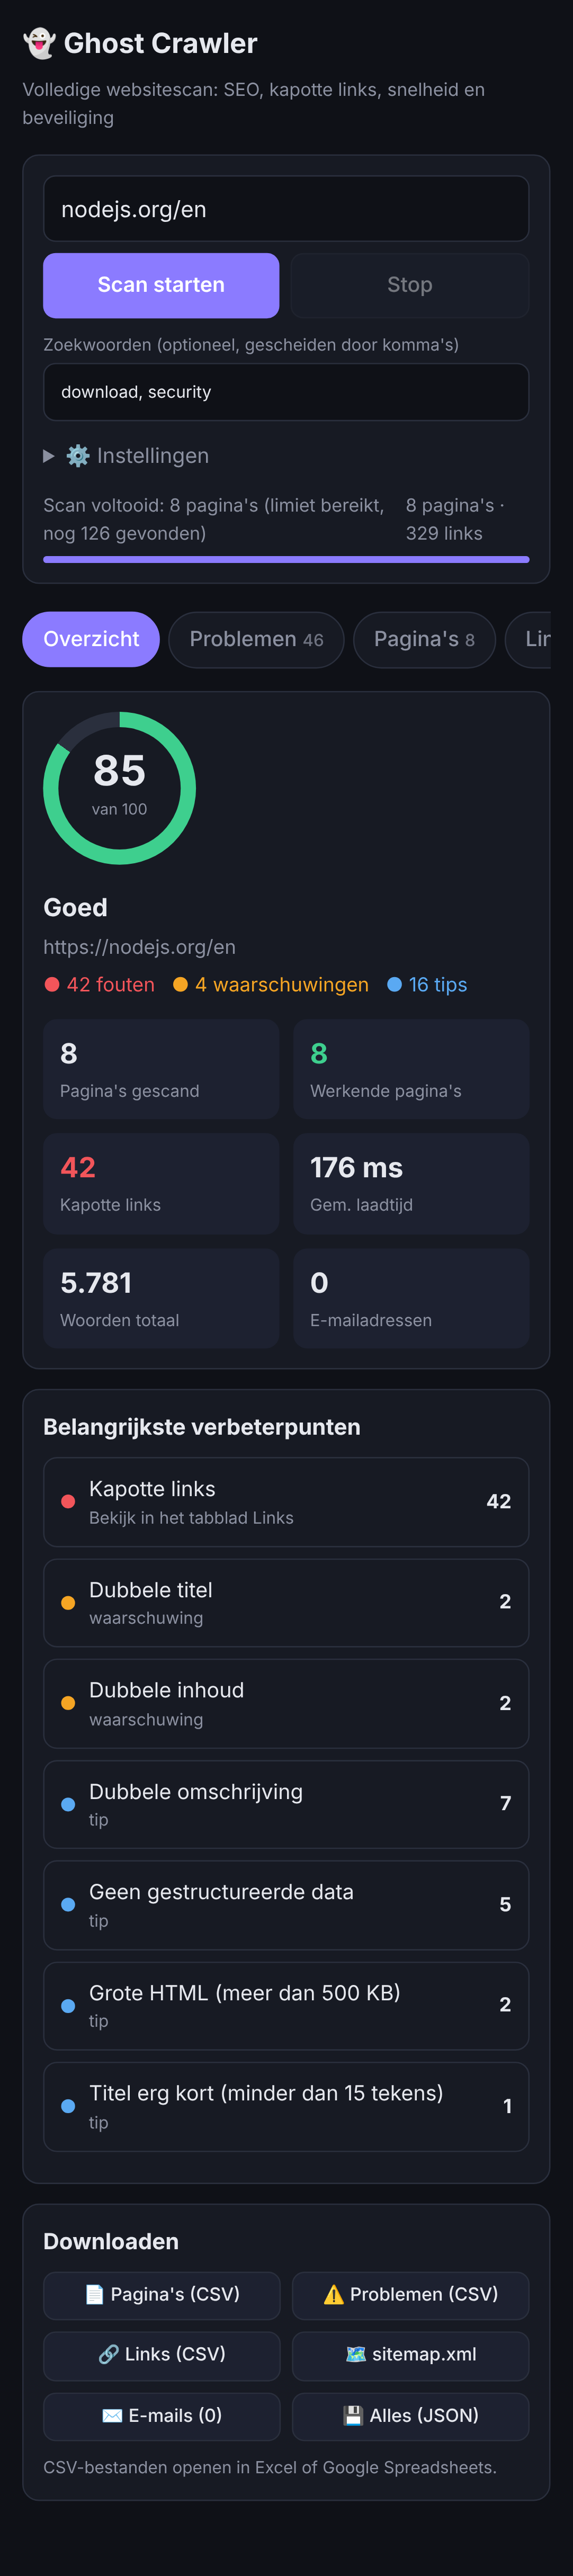 👻 Ghost Crawler
Volledige websitescan: SEO, kapotte links, snelheid en
beveiliging
nodejs.org/en
Scan starten
Stop
Zoekwoorden (optioneel, gescheiden door komma's)
download, security
▶ ⚙️ Instellingen
Scan voltooid: 8 pagina's (limiet bereikt,
nog 126 gevonden)
8 pagina's ·
329 links
Overzicht
Problemen 46
Pagina's 8
Lin
85
van 100
Goed
https://nodejs.org/en
42 fouten
4 waarschuwingen
16 tips
8
Pagina's gescand
8
Werkende pagina's
42
Kapotte links
176 ms
Gem. laadtijd
5.781
Woorden totaal
0
E-mailadressen
Belangrijkste verbeterpunten
Kapotte links
Bekijk in het tabblad Links
42
Dubbele titel
waarschuwing
2
Dubbele inhoud
waarschuwing
2
Dubbele omschrijving
tip
7
Geen gestructureerde data
tip
5
Grote HTML (meer dan 500 KB)
tip
2
Titel erg kort (minder dan 15 tekens)
tip
1
Downloaden
📄 Pagina's (CSV)
⚠️ Problemen (CSV)
🔗 Links (CSV)
🗺️ sitemap.xml
✉️ E-mails (0)
💾 Alles (JSON)
CSV-bestanden openen in Excel of Google Spreadsheets.